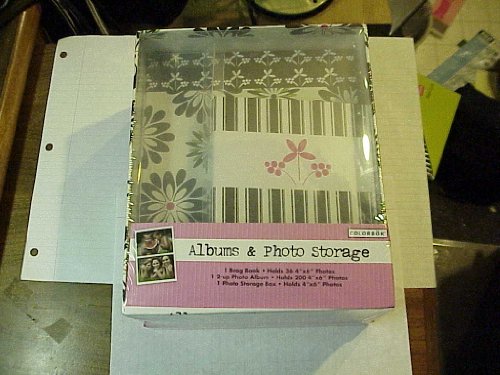 COLORBÖK
Albums & Photo Storage
1 Brag Book • Holds 36 4"x6" Photos
1 2-up Photo Album • Holds 200 4"x6" Photos
1 Photo Storage Box • Holds 4"x6" Photos